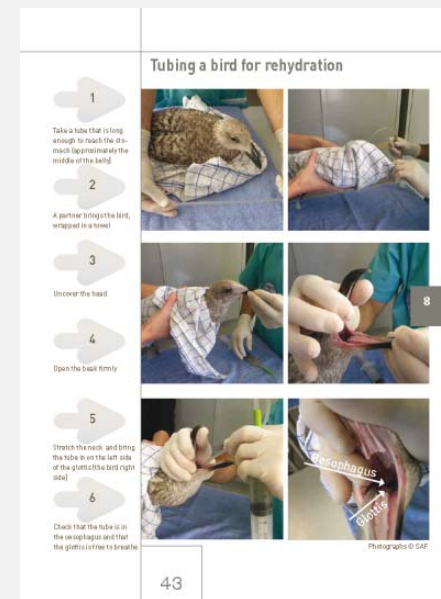 Tubing a bird for rehydration
1
Take a tube that is long
enough to reach the sto-
mach (approximately the
middle of the belly)
2
A partner brings the bird,
wrapped in a towel
3
Uncover the head
4
Open the beak firmly
5
Stretch the neck and bring
the tube in on the left side
of the glottis (the bird right
side)
6
Check that the tube is in
the oesophagus and that
the glottis is free to breathe
Oesophagus
Glottis
Photographs © SAF
8
43